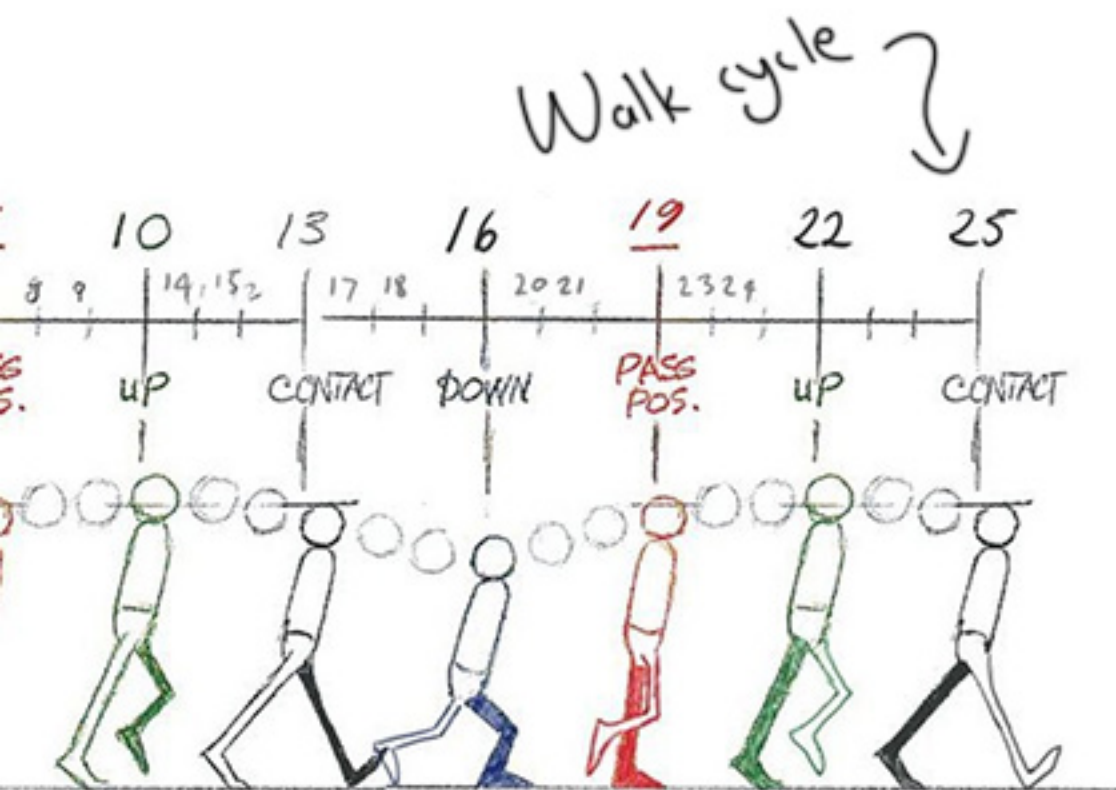 Walk cycle
10 13 16 19 22 25
8 9 14 15 17 18 20 21 23 24
UP CONTACT DOWN PASS POS. UP CONTACT